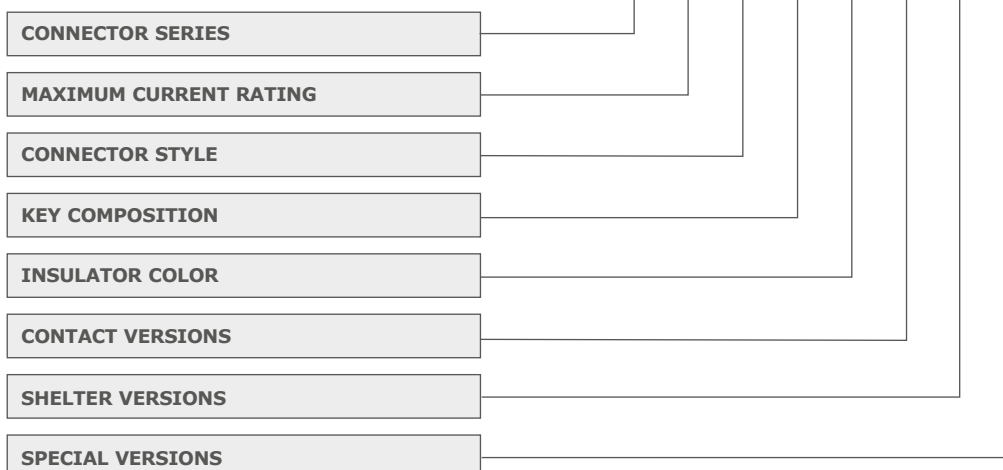 CONNECTOR SERIES
MAXIMUM CURRENT RATING
CONNECTOR STYLE
KEY COMPOSITION
INSULATOR COLOR
CONTACT VERSIONS
SHELTER VERSIONS
SPECIAL VERSIONS